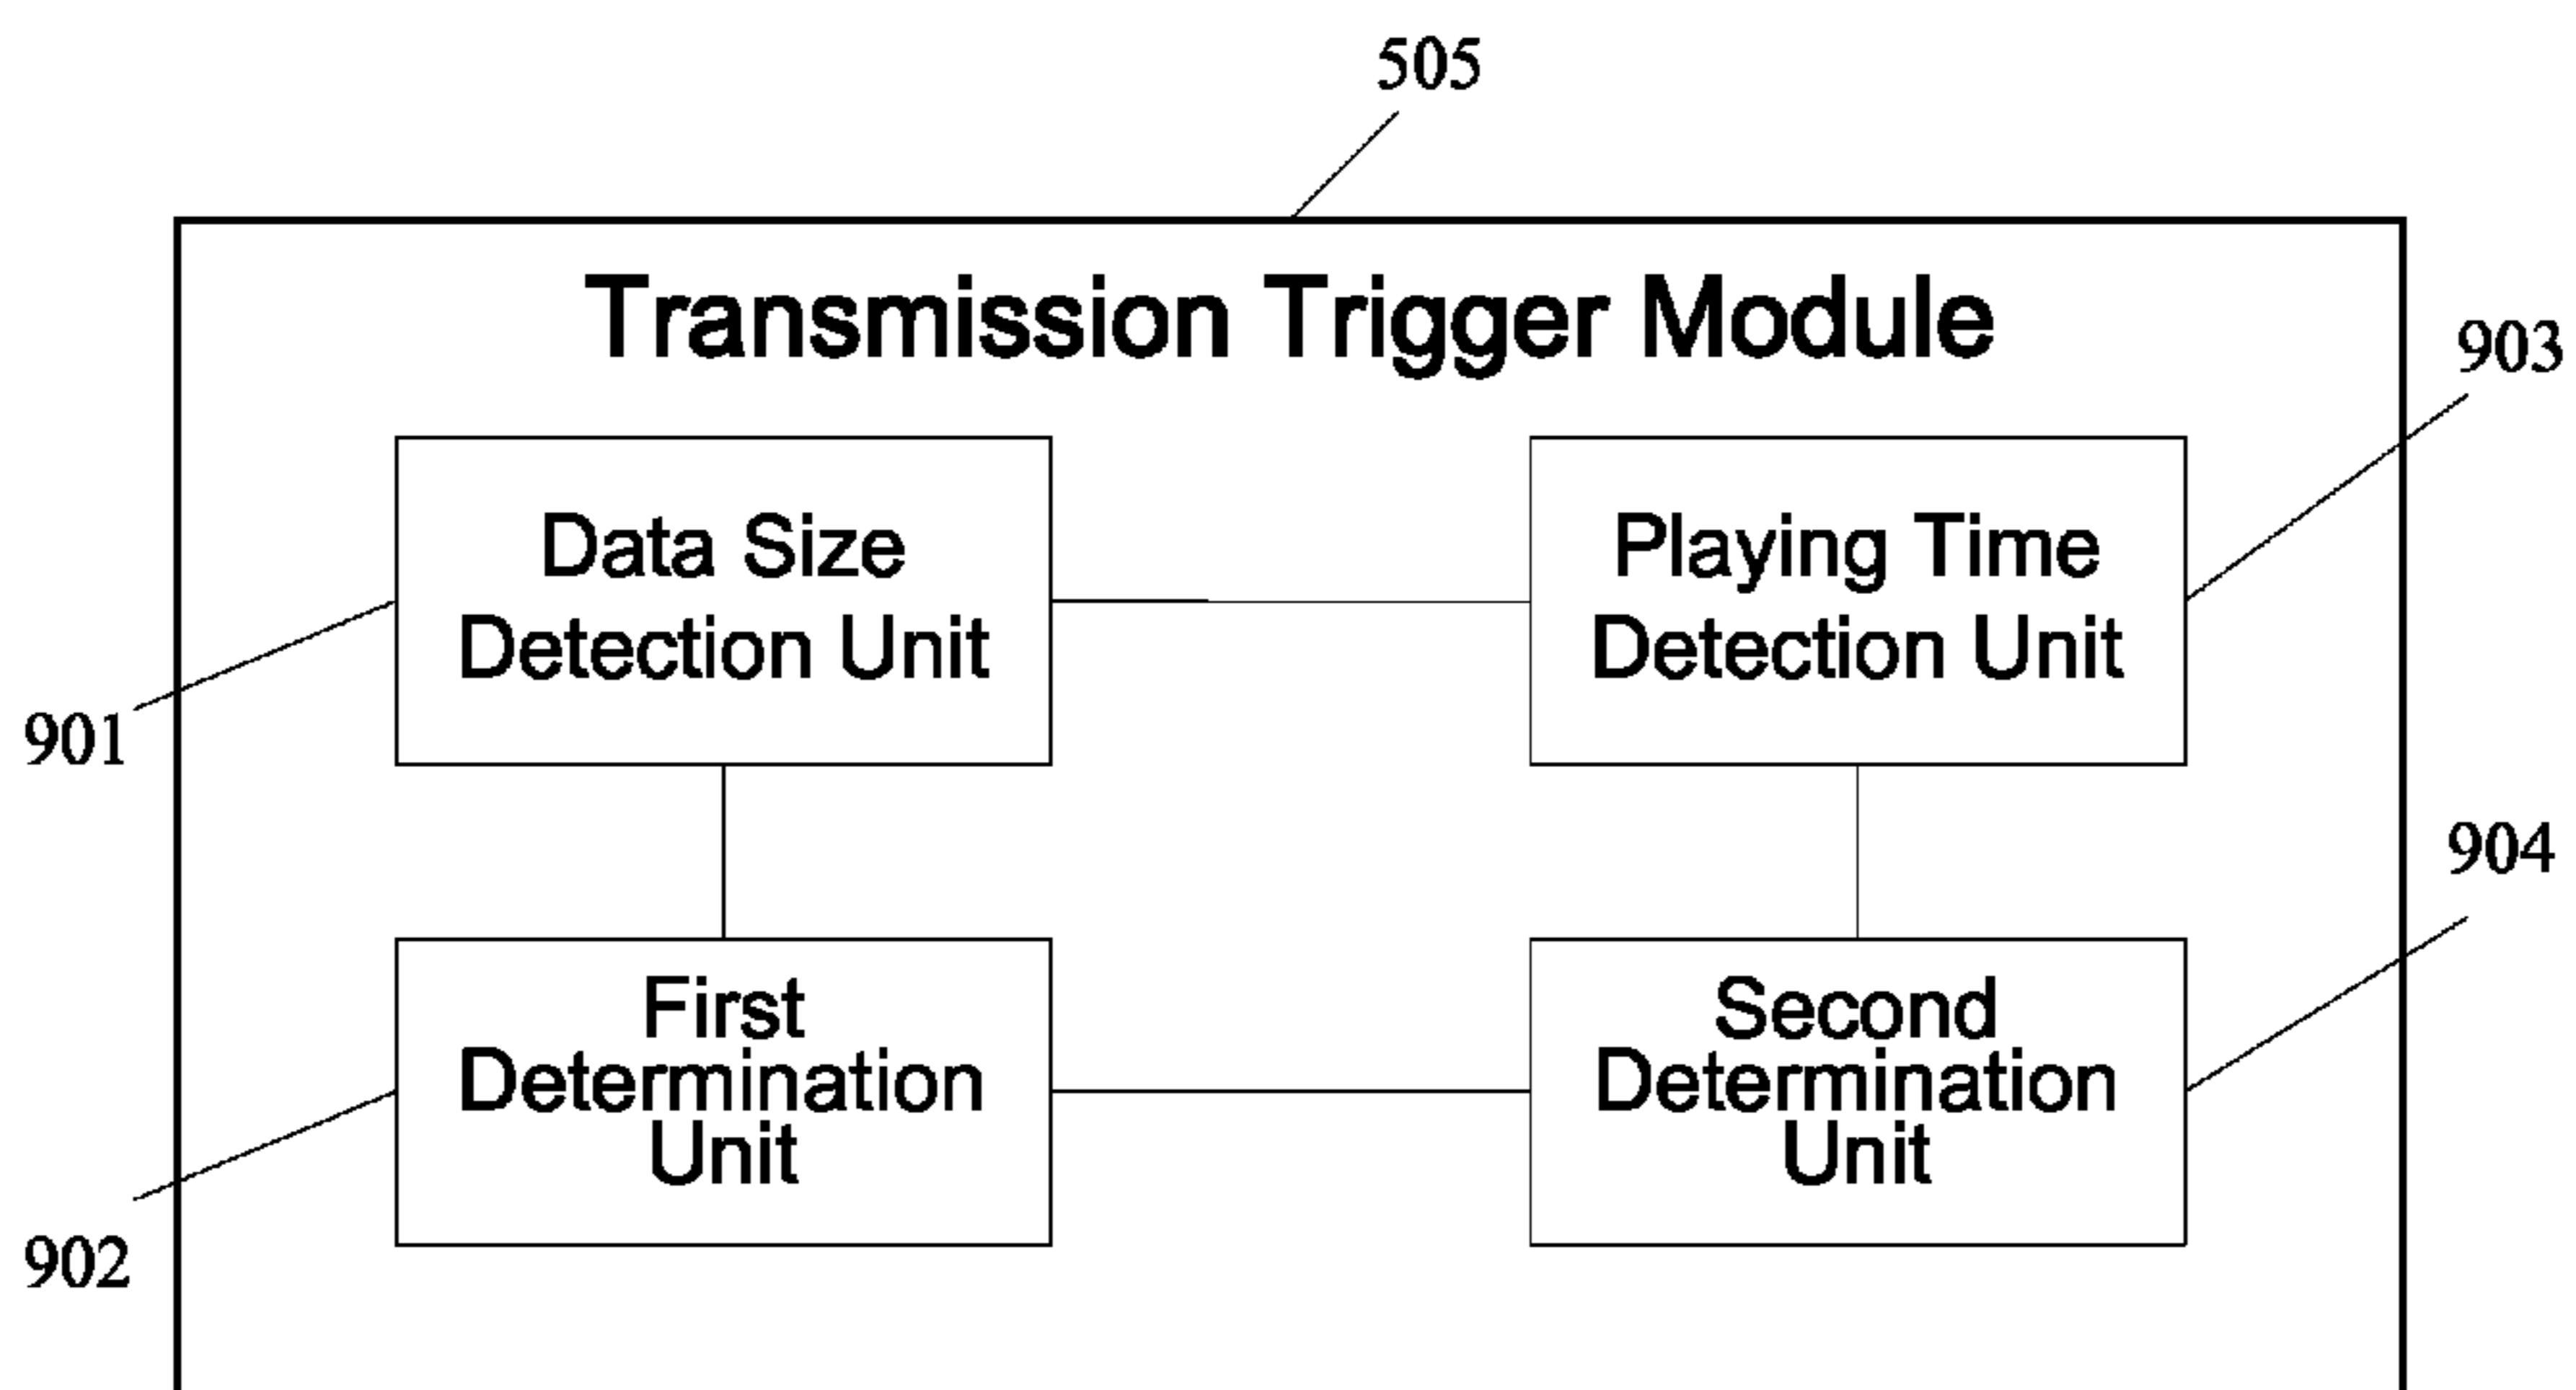 505
Transmission Trigger Module
903
Data Size
Detection Unit
Playing Time
Detection Unit
901
904
First
Determination
Unit
Second
Determination
Unit
902